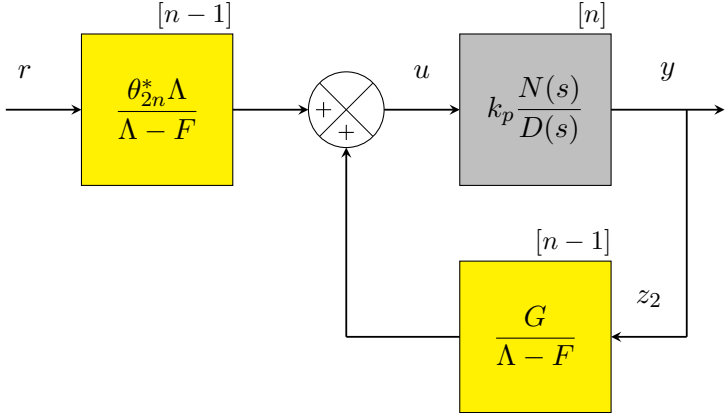 [n − 1]
[n]
r
θ*₂ₙΛ / Λ − F
+
+
u
kₚ N(s) / D(s)
y
[n − 1]
G / Λ − F
z₂